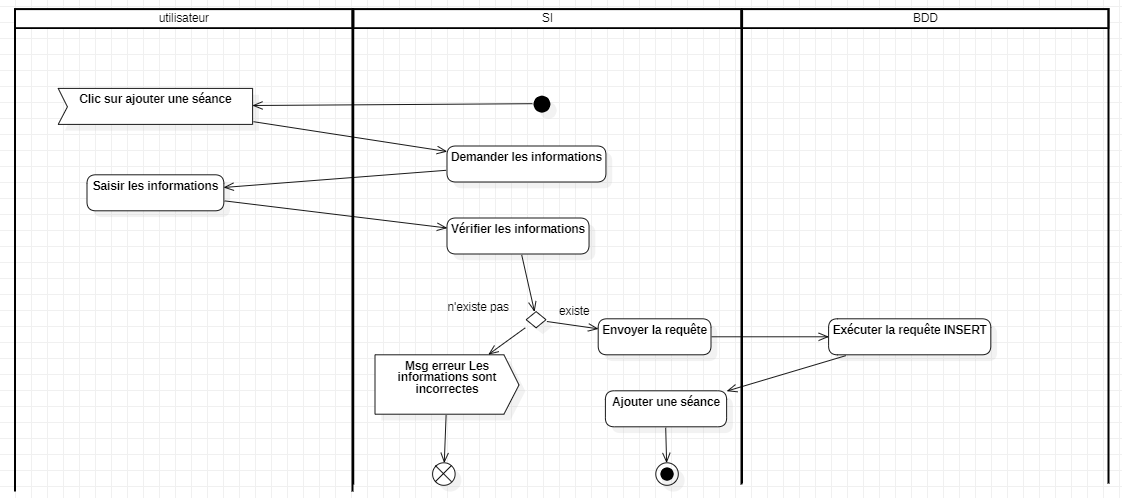 utilisateur
SI
BDD
Clic sur ajouter une séance
Demander les informations
Saisir les informations
Vérifier les informations
n'existe pas
existe
Envoyer la requête
Exécuter la requête INSERT
Msg erreur Les
informations sont
incorrectes
Ajouter une séance